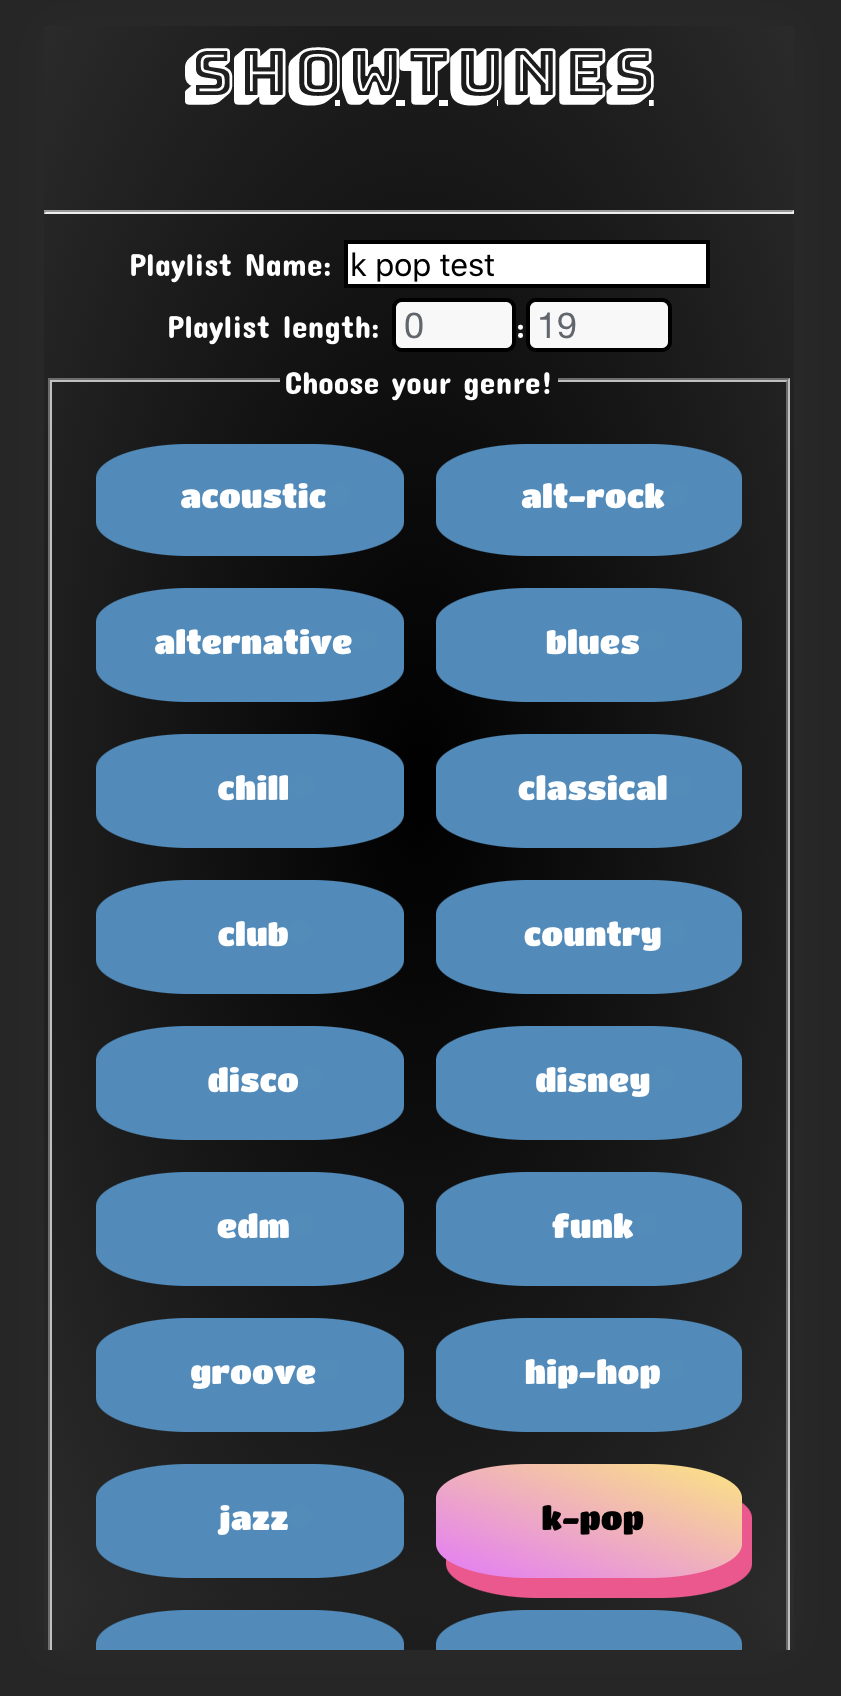 SHOWTUNES
Playlist Name: k pop test
Playlist length: 0 : 19
Choose your genre!
acoustic alt-rock
alternative blues
chill classical
club country
disco disney
edm funk
groove hip-hop
jazz k-pop